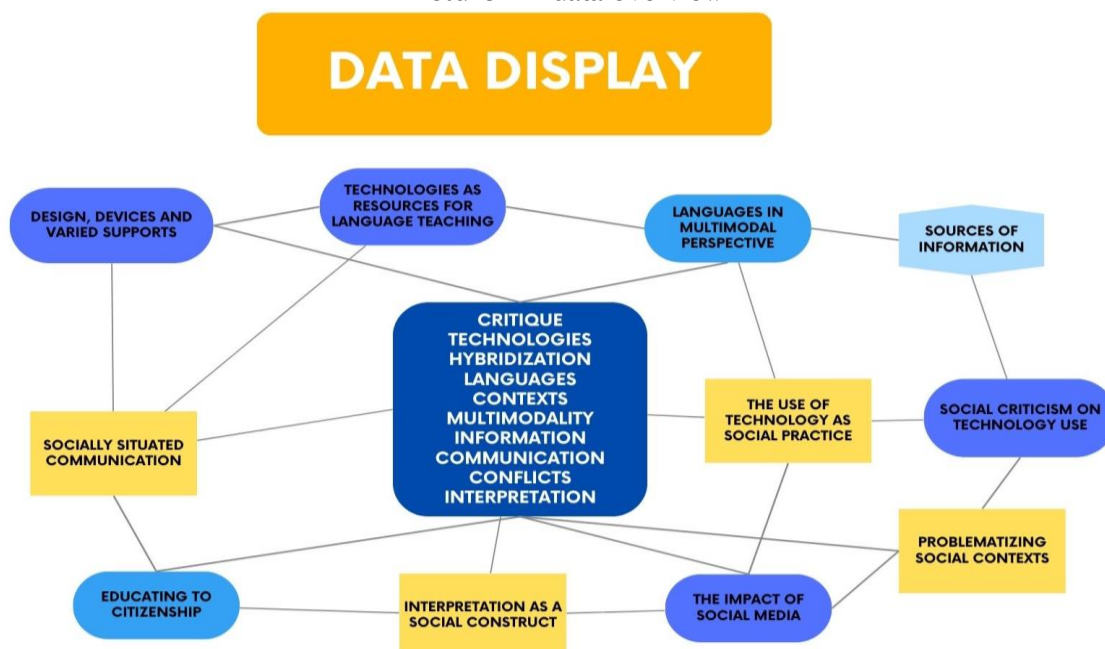 DATA DISPLAY
DESIGN, DEVICES AND
VARIED SUPPORTS
TECHNOLOGIES AS
RESOURCES FOR
LANGUAGE TEACHING
LANGUAGES IN
MULTIMODAL
PERSPECTIVE
SOURCES OF
INFORMATION
CRITIQUE
TECHNOLOGIES
HYBRIDIZATION
LANGUAGES
CONTEXTS
MULTIMODALITY
INFORMATION
COMMUNICATION
CONFLICTS
INTERPRETATION
SOCIALLY SITUATED
COMMUNICATION
THE USE OF
TECHNOLOGY AS
SOCIAL PRACTICE
SOCIAL CRITICISM ON
TECHNOLOGY USE
PROBLEMATIZING
SOCIAL CONTEXTS
EDUCATING TO
CITIZENSHIP
INTERPRETATION AS A
SOCIAL CONSTRUCT
THE IMPACT OF
SOCIAL MEDIA